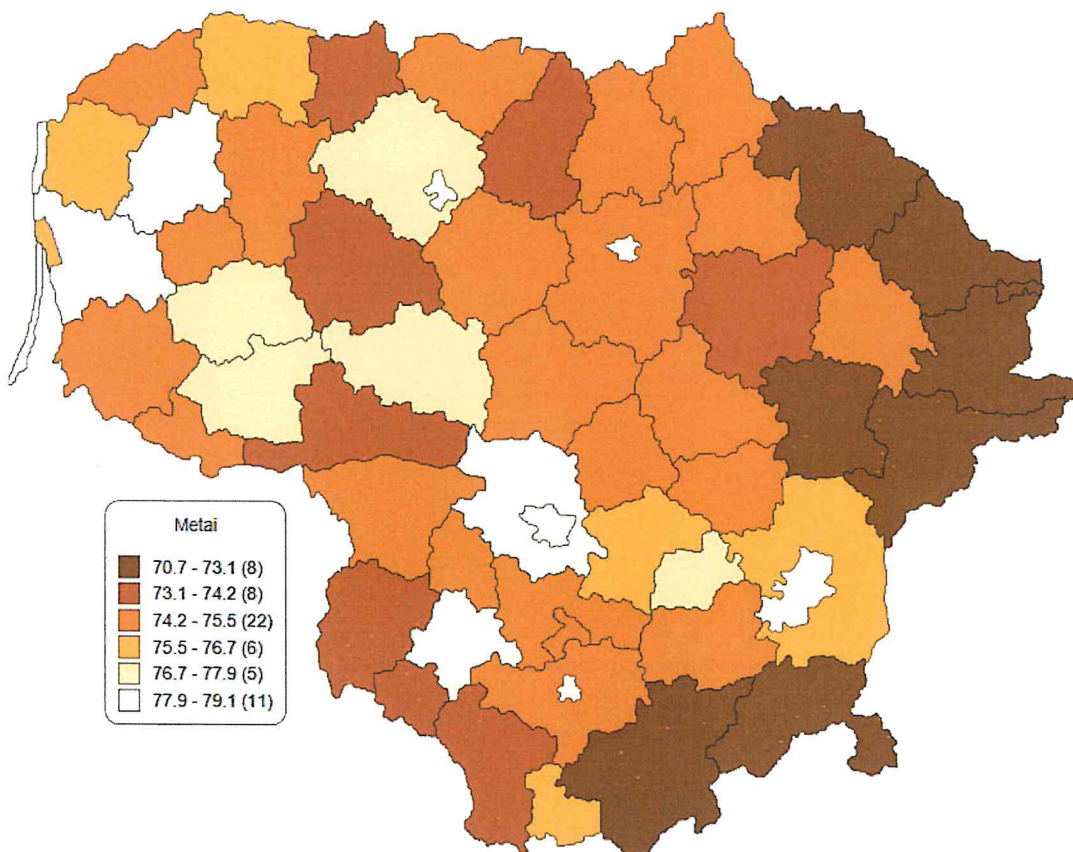 Metai
70.7 - 73.1 (8)
73.1 - 74.2 (8)
74.2 - 75.5 (22)
75.5 - 76.7 (6)
76.7 - 77.9 (5)
77.9 - 79.1 (11)